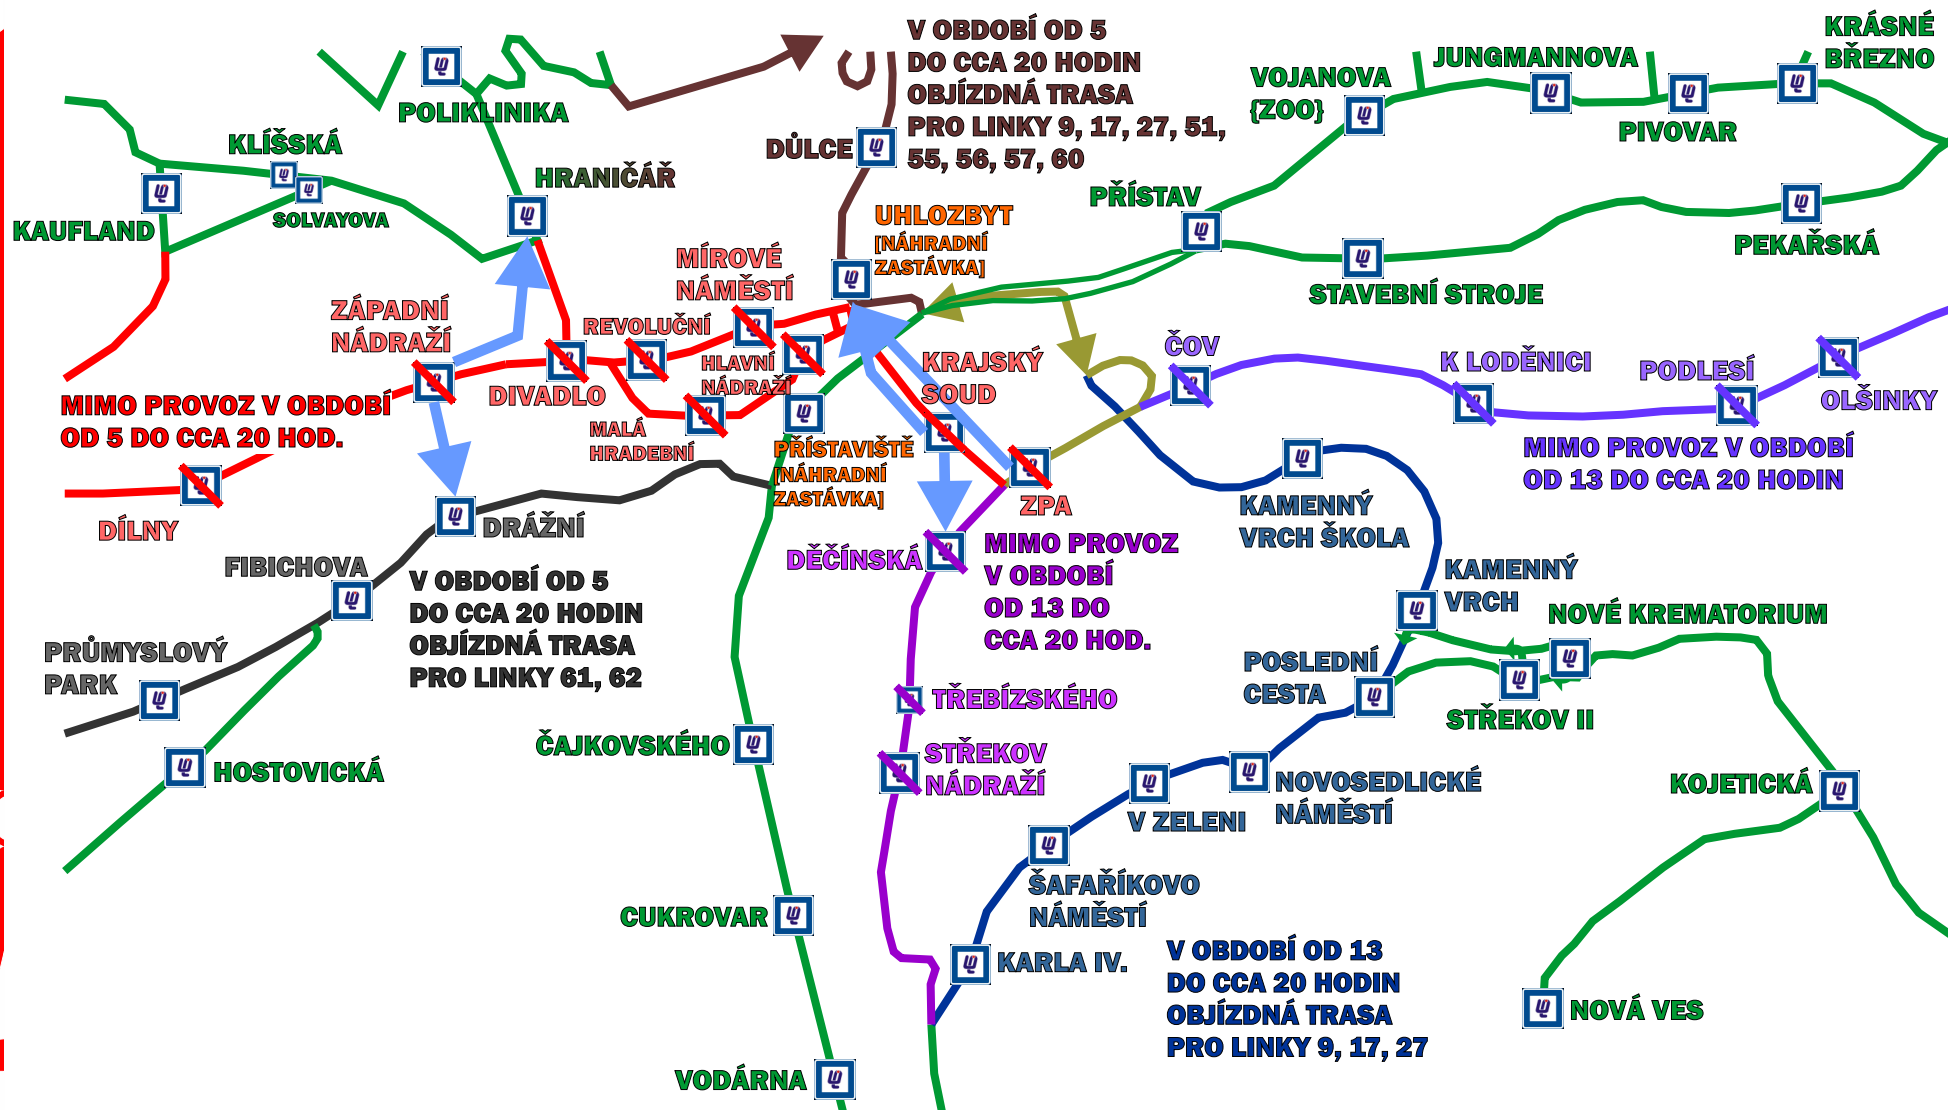 V OBDOBÍ OD 5
DO CCA 20 HODIN
OBJÍZDNÁ TRASA
PRO LINKY 9, 17, 27, 51,
55, 56, 57, 60
KRÁSNÉ
BŘEZNO
JUNGMANNOVA
VOJANOVA
{ZOO}
PIVOVAR
POLIKLINIKA
KLÍŠSKÁ
DŮLCE
HRANIČÁŘ
SOLVAYOVA
KAUFLAND
PŘÍSTAV
UHLOZBYT
[NÁHRADNÍ
ZASTÁVKA]
PEKAŘSKÁ
STAVEBNÍ STROJE
MÍROVÉ
NÁMĚSTÍ
ZÁPADNÍ
NÁDRAŽÍ
REVOLUČNÍ
HLAVNÍ
NÁDRAŽÍ
KRAJSKÝ
SOUD
ČOV
K LODĚNICI
PODLESÍ
OLŠINKY
DIVADLO
MIMO PROVOZ V OBDOBÍ
OD 5 DO CCA 20 HOD.
MALÁ
HRADEBNÍ
PŘÍSTAVIŠTĚ
[NÁHRADNÍ
ZASTÁVKA]
MIMO PROVOZ V OBDOBÍ
OD 13 DO CCA 20 HODIN
ZPA
DÍLNY
DRÁŽNÍ
KAMENNÝ
VRCH ŠKOLA
FIBICHOVA
DĚČÍNSKÁ
MIMO PROVOZ
V OBDOBÍ
OD 13 DO
CCA 20 HOD.
V OBDOBÍ OD 5
DO CCA 20 HODIN
OBJÍZDNÁ TRASA
PRO LINKY 61, 62
KAMENNÝ
VRCH
NOVÉ KREMATORIUM
PRŮMYSLOVÝ
PARK
POSLEDNÍ
CESTA
TŘEBÍZSKÉHO
STŘEKOV II
ČAJKOVSKÉHO
STŘEKOV
NÁDRAŽÍ
HOSTOVICKÁ
NOVOSEDLICKÉ
NÁMĚSTÍ
KOJETICKÁ
V ZELENI
ŠAFAŘÍKOVO
NÁMĚSTÍ
CUKROVAR
KARLA IV.
V OBDOBÍ OD 13
DO CCA 20 HODIN
OBJÍZDNÁ TRASA
PRO LINKY 9, 17, 27
NOVÁ VES
VODÁRNA